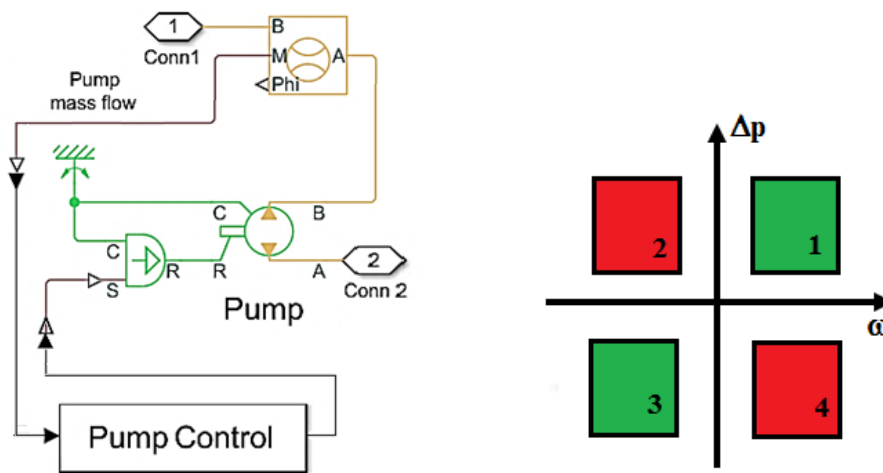 1
Conn1
B
M
A
Phi
Pump
mass flow
C
B
C
R
R
A
S
2
Conn 2
Pump
Pump Control
Δp
2
1
ω
3
4